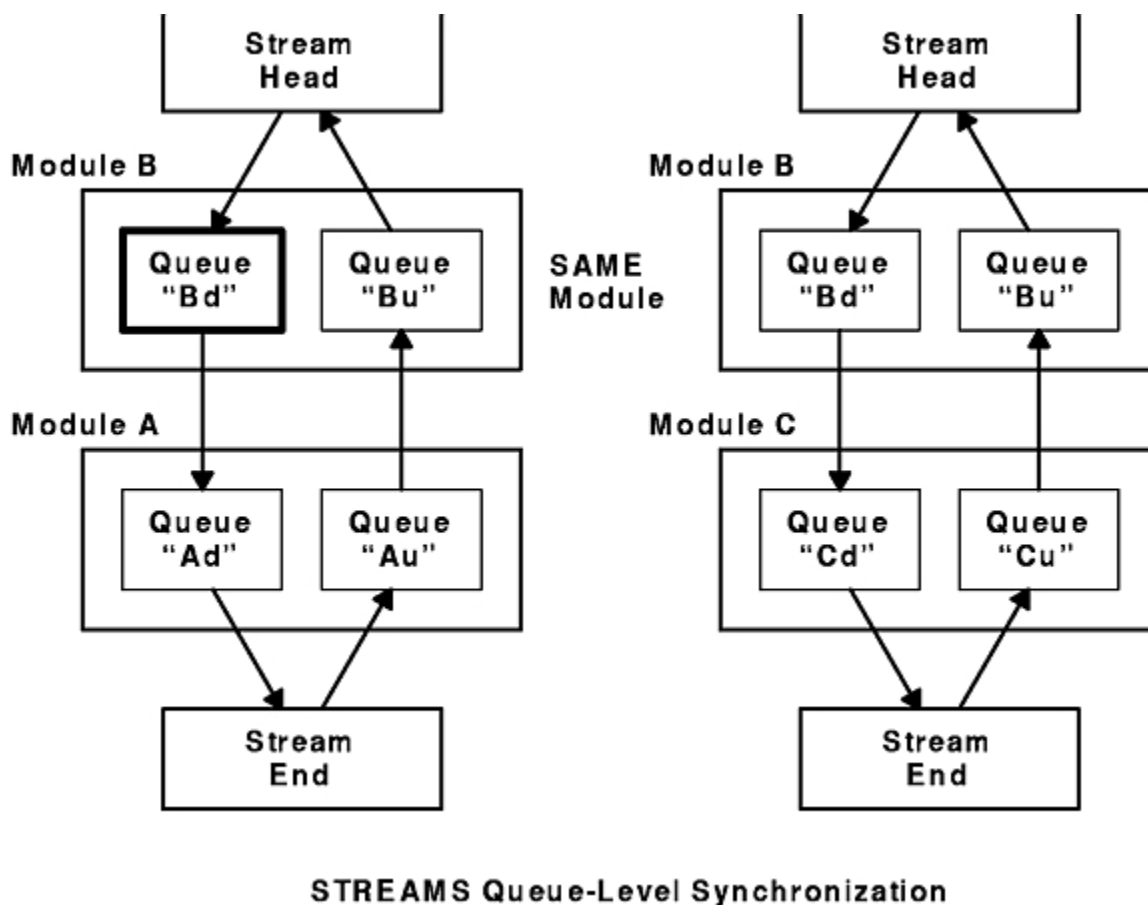 Stream
Head
Stream
Head
Module B
Module B
Queue
“Bd”
Queue
“Bu”
SAME
Module
Queue
“Bd”
Queue
“Bu”
Module A
Module C
Queue
“Ad”
Queue
“Au”
Queue
“Cd”
Queue
“Cu”
Stream
End
Stream
End
STREAMS Queue-Level Synchronization